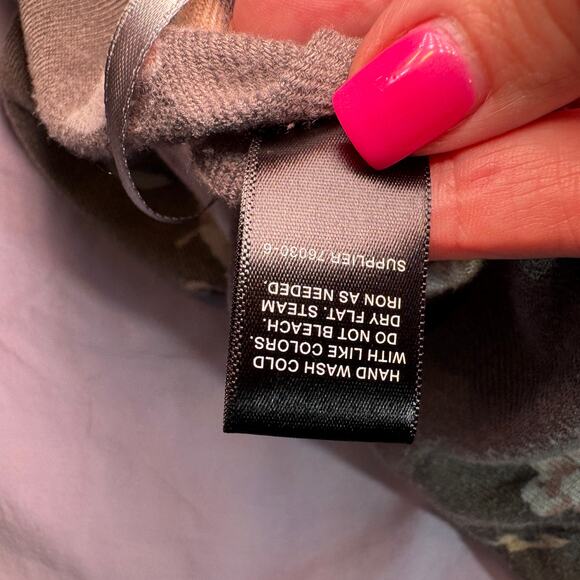 HAND WASH COLD
WITH LIKE COLORS.
DO NOT BLEACH.
DRY FLAT. STEAM
IRON AS NEEDED.
SUPPLIER 76030-6